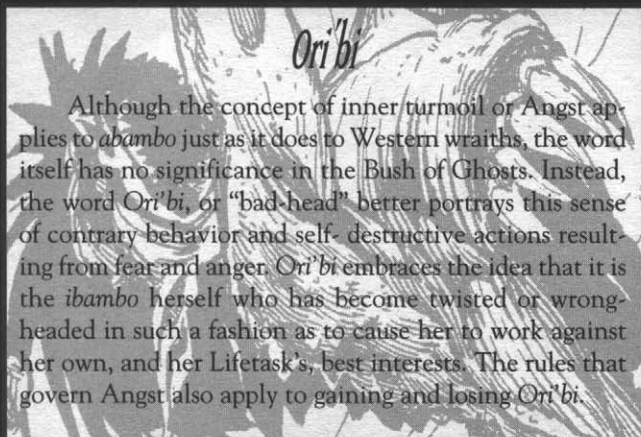 Ori'bi
Although the concept of inner turmoil or Angst ap-
plies to abambo just as it does to Western wraiths, the word
itself has no significance in the Bush of Ghosts. Instead,
the word Ori'bi, or "bad-head" better portrays this sense
of contrary behavior and self- destructive actions result-
ing from fear and anger. Ori'bi embraces the idea that it is
the ibambo herself who has become twisted or wrong-
headed in such a fashion as to cause her to work against
her own, and her Lifetask's, best interests. The rules that
govern Angst also apply to gaining and losing Ori'bi.